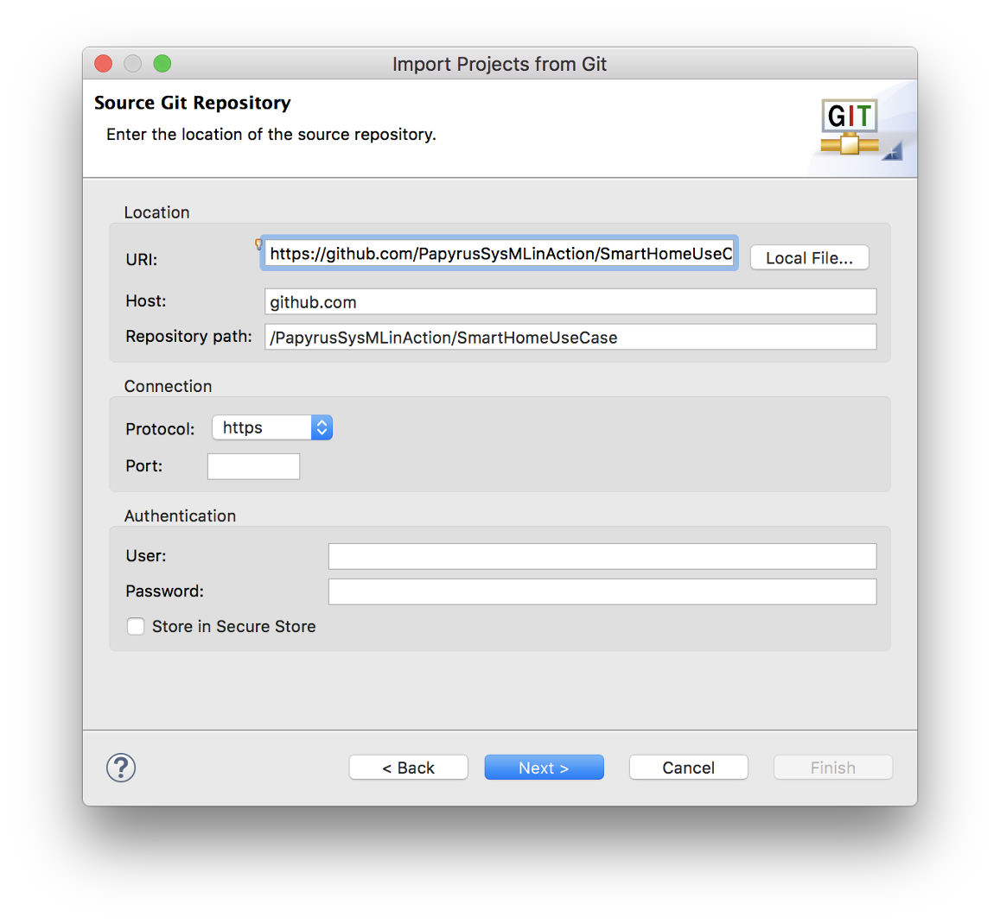 Import Projects from Git
Source Git Repository
Enter the location of the source repository.
GIT
Location
URI: https://github.com/PapyrusSysMLinAction/SmartHomeUseC Local File...
Host: github.com
Repository path: /PapyrusSysMLinAction/SmartHomeUseCase
Connection
Protocol: https
Port:
Authentication
User:
Password:
Store in Secure Store
? < Back Next > Cancel Finish